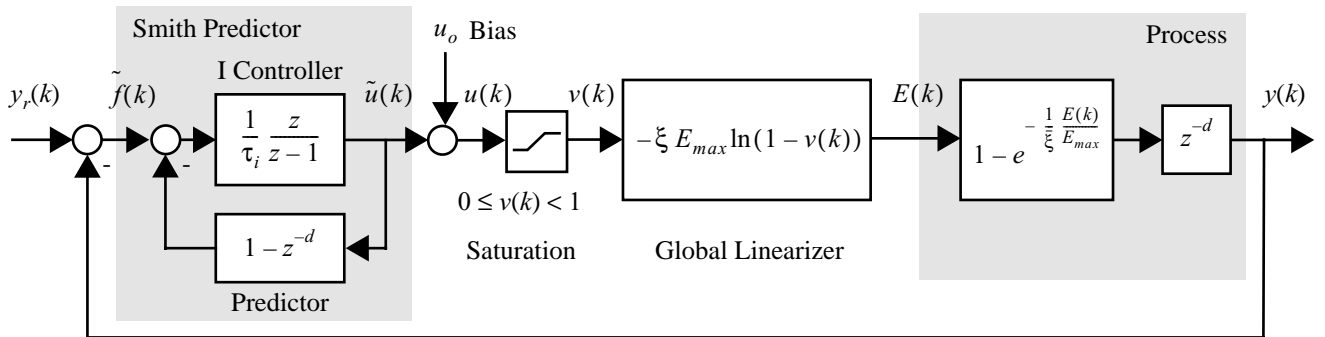 Smith Predictor
u_o Bias
Process
I Controller
y_r(k)
f̃(k)
ũ(k)
u(k)
v(k)
E(k)
y(k)
1/τ_i z/(z − 1)
−ξ E_max ln(1 − v(k))
1 − e^(− 1/ξ̄ E(k)/E_max)
z^−d
-
-
0 ≤ v(k) < 1
1 − z^−d
Saturation
Global Linearizer
Predictor